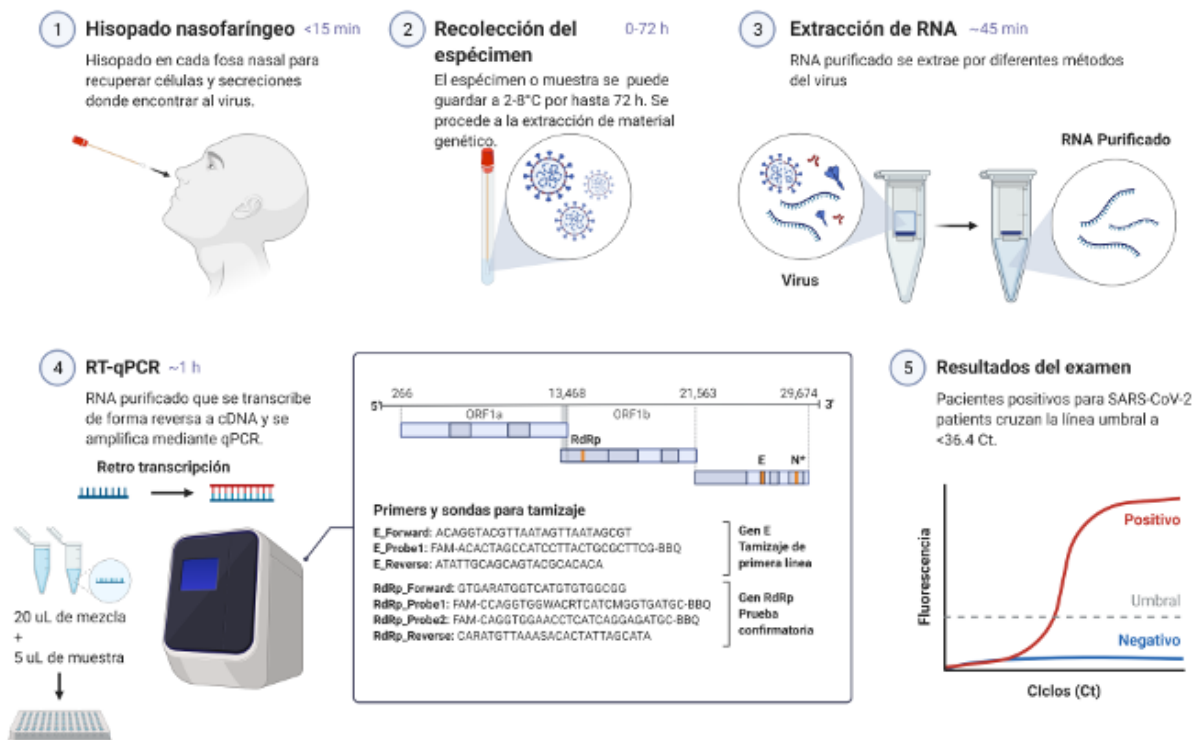 1 Hisopado nasofaríngeo <15 min
Hisopado en cada fosa nasal para
recuperar células y secreciones
donde encontrar al virus.
2 Recolección del 0-72 h
espécimen
El espécimen o muestra se puede
guardar a 2-8°C por hasta 72 h. Se
procede a la extracción de material
genético.
3 Extracción de RNA ~45 min
RNA purificado se extrae por diferentes métodos
del virus
RNA Purificado
Virus
4 RT-qPCR ~1 h
RNA purificado que se transcribe
de forma reversa a cDNA y se
amplifica mediante qPCR.
Retro transcripción
20 uL de mezcla
+
5 uL de muestra
266 13,468 21,563 29,674
5' 3'
ORF1a ORF1b
RdRp
E N*
Primers y sondas para tamizaje
E_Forward: ACAGGTACGTTAATAGTTAATAGCGT
E_Probe1: FAM-ACACTAGCCATCCTTACTGCGCTTCG-BBQ
E_Reverse: ATATTGCAGCAGTACGCACACA
Gen E
Tamizaje de
primera línea
RdRp_Forward: GTGARATGGTCATGTGTGGCGG
RdRp_Probe1: FAM-CCAGGTGGWACRTCATCMGGTGATGC-BBQ
RdRp_Probe2: FAM-CAGGTGGAACCTCATCAGGAGATGC-BBQ
RdRp_Reverse: CARATGTTAAASACACTATTAGCATA
Gen RdRp
Prueba
confirmatoria
5 Resultados del examen
Pacientes positivos para SARS-CoV-2
patients cruzan la línea umbral a
<36.4 Ct.
Fluorescencia
Positivo
Umbral
Negativo
Ciclos (Ct)